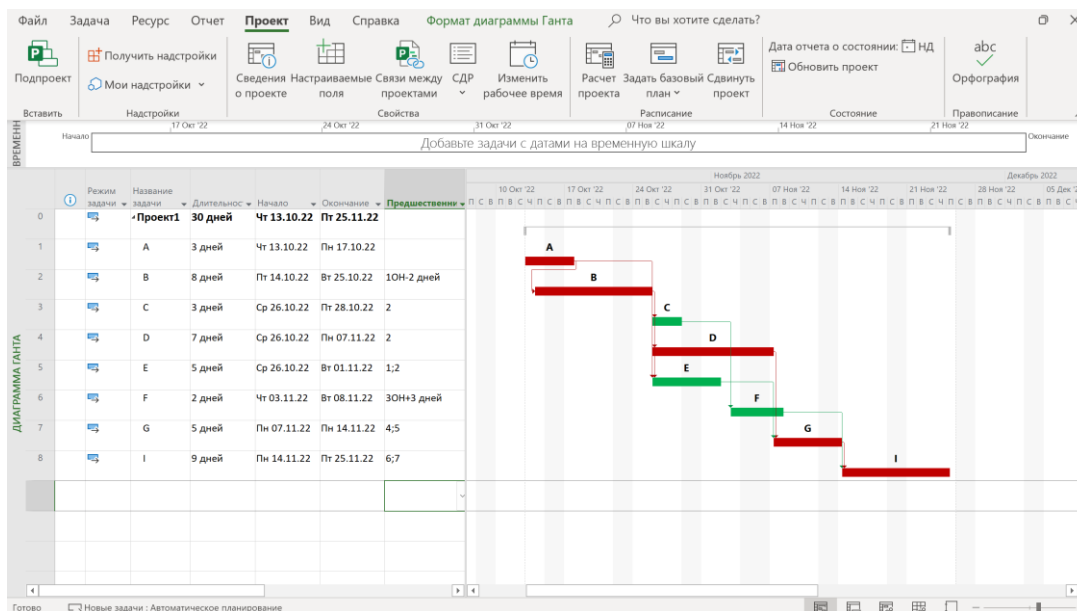 Файл Задача Ресурс Отчет Проект Вид Справка Формат диаграммы Ганта Что вы хотите сделать?
Подпроект
Получить надстройки
Мои надстройки
Сведения о проекте
Настраиваемые поля
Связи между проектами
СДР
Изменить рабочее время
Расчет проекта
Задать базовый план
Сдвинуть проект
Дата отчета о состоянии: НД
Обновить проект
abc
Орфография
Вставить Надстройки Свойства Расписание Состояние Правописание
ВРЕМЕНН
17 Окт '22 24 Окт '22 31 Окт '22 07 Ноя '22 14 Ноя '22 21 Ноя '22
Начало
Добавьте задачи с датами на временную шкалу
Окончание
Режим задачи Название задачи Длительнос Начало Окончание Предшественни
Ноябрь 2022 Декабрь 2022
10 Окт '22 17 Окт '22 24 Окт '22 31 Окт '22 07 Ноя '22 14 Ноя '22 21 Ноя '22 28 Ноя '22 05 Дек '2
П С В П В С Ч П С В П В С Ч П С В П В С Ч П С В П В С Ч П С В П В С Ч П С В П В С Ч П С В П В С Ч П С В П В С Ч П С В П В С Ч
0 Проект1 30 дней Чт 13.10.22 Пт 25.11.22
1 A 3 дней Чт 13.10.22 Пн 17.10.22
2 B 8 дней Пт 14.10.22 Вт 25.10.22 1ОН-2 дней
3 C 3 дней Ср 26.10.22 Пт 28.10.22 2
4 D 7 дней Ср 26.10.22 Пн 07.11.22 2
5 E 5 дней Ср 26.10.22 Вт 01.11.22 1;2
6 F 2 дней Чт 03.11.22 Вт 08.11.22 3ОН+3 дней
7 G 5 дней Пн 07.11.22 Пн 14.11.22 4;5
8 I 9 дней Пн 14.11.22 Пт 25.11.22 6;7
ДИАГРАММА ГАНТА
A
B
C
D
E
F
G
I
Готово Новые задачи : Автоматическое планирование